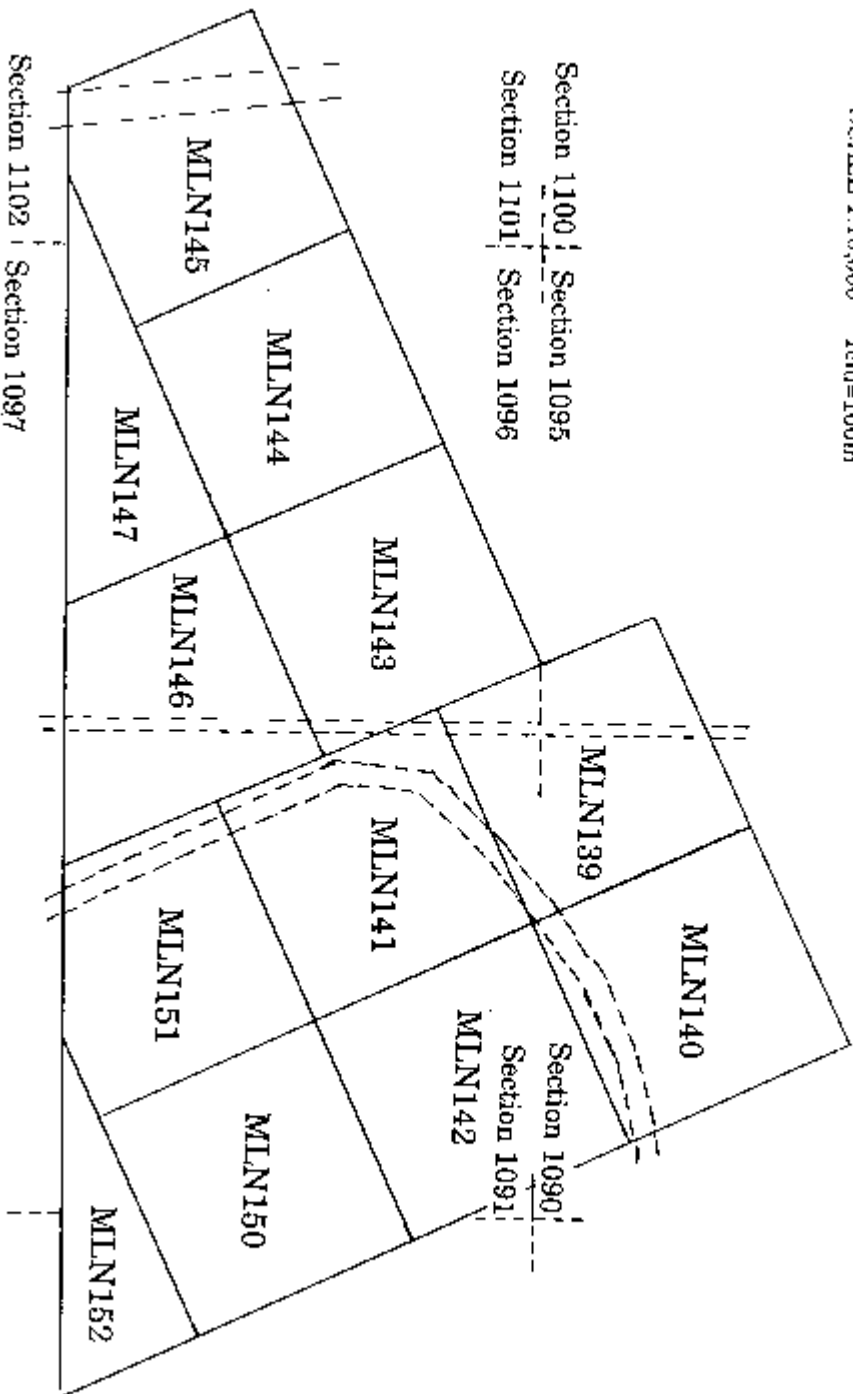 MLN140
MLN139
Section 1100 Section 1095
Section 1090
Section 1101 Section 1096
Section 1091
MLN142
MLN143
MLN141
MLN144
MLN150
MLN145
MLN146
MLN151
MLN147
MLN152
Section 1102 Section 1097